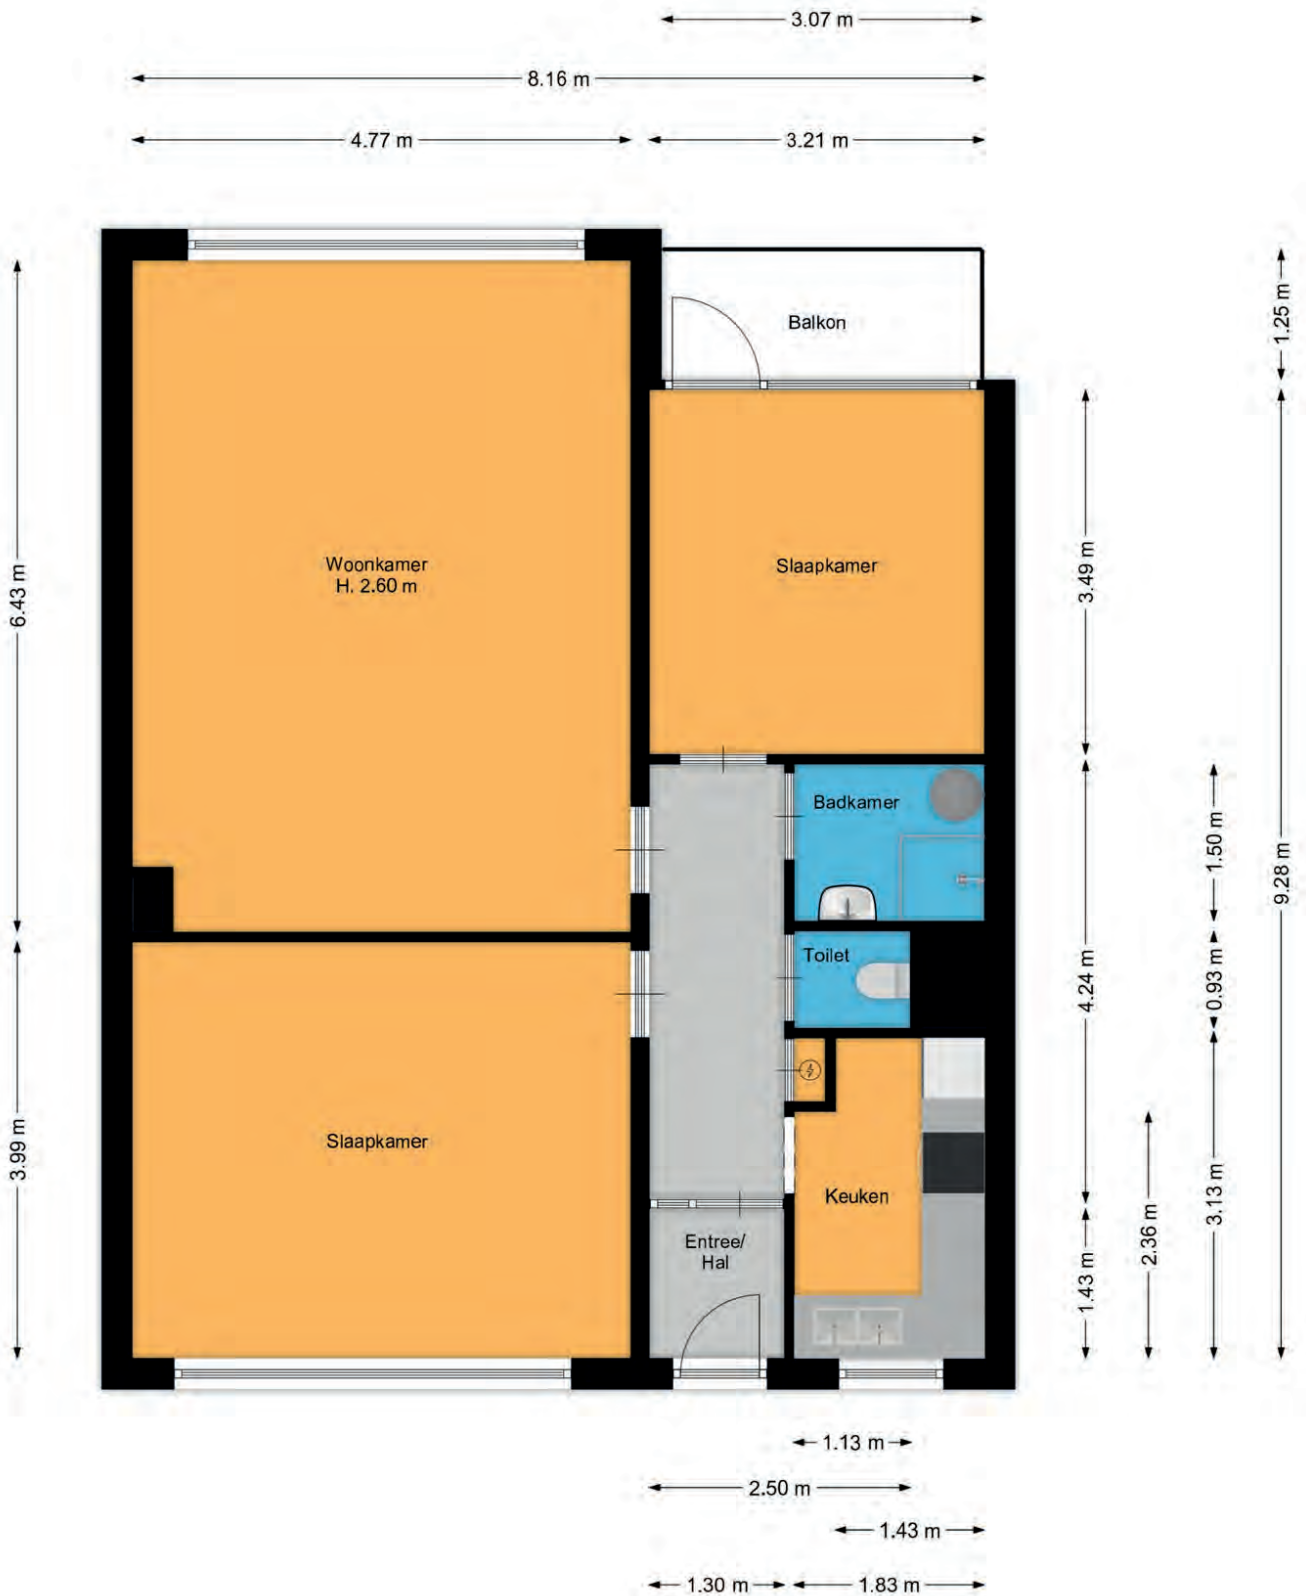 3.07 m
8.16 m
4.77 m
3.21 m
Balkon
1.25 m
Woonkamer
H. 2.60 m
Slaapkamer
6.43 m
3.49 m
Badkamer
1.50 m
9.28 m
Toilet
0.93 m
4.24 m
Slaapkamer
3.99 m
Keuken
3.13 m
2.36 m
Entree/
Hal
1.43 m
1.13 m
2.50 m
1.43 m
1.30 m
1.83 m